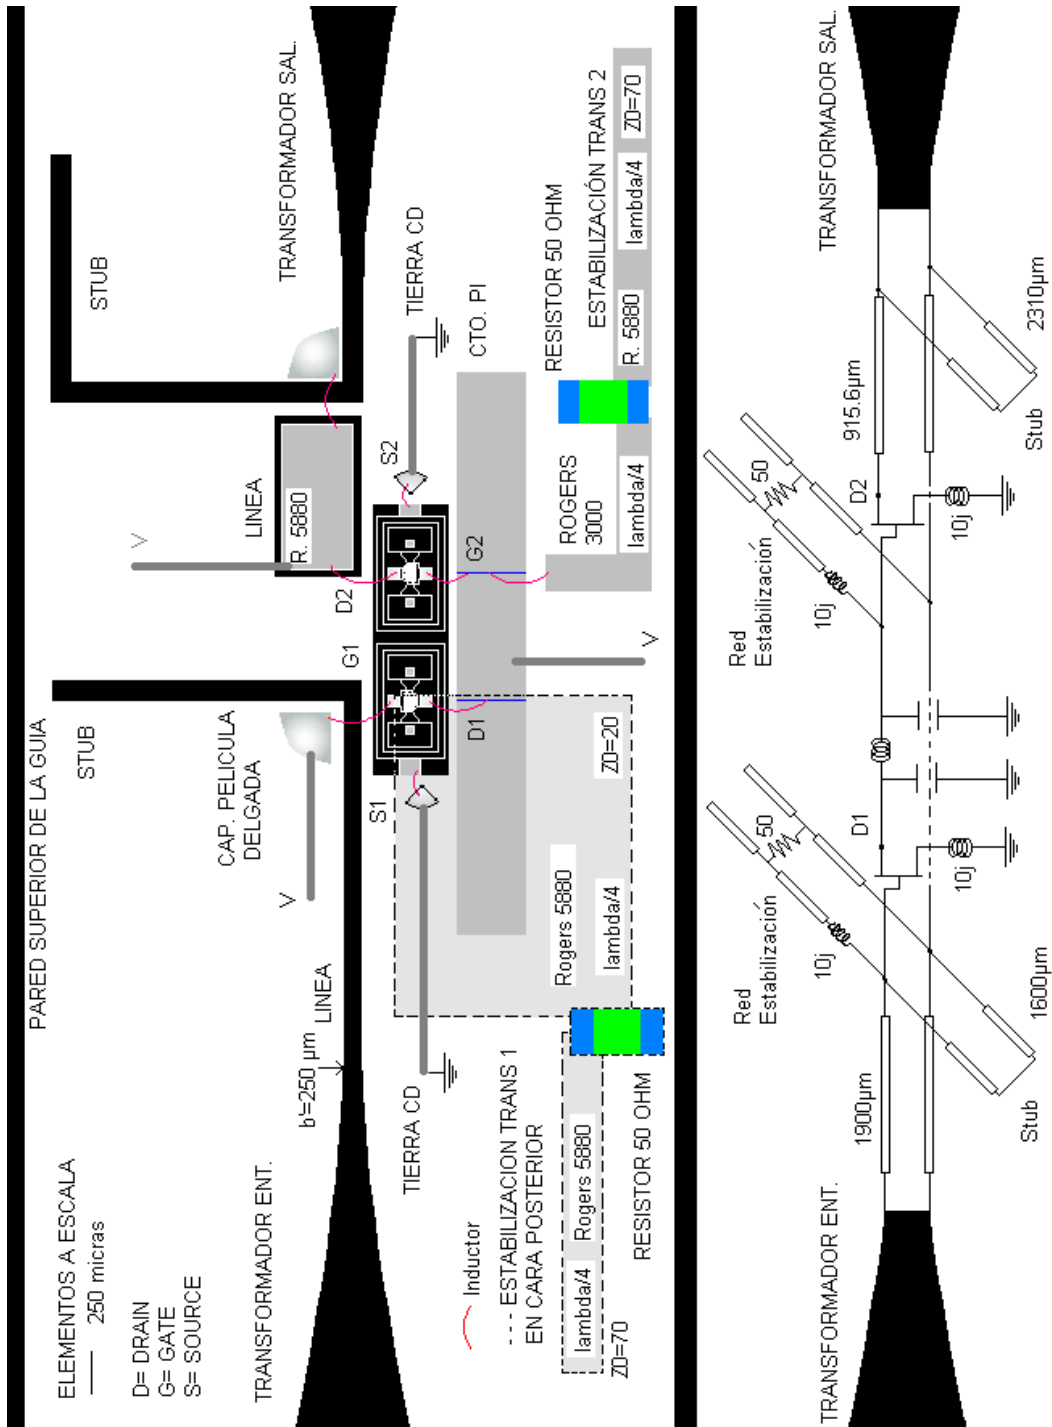 PARED SUPERIOR DE LA GUIA
ELEMENTOS A ESCALA
250 micras
D= DRAIN
G= GATE
S= SOURCE
TRANSFORMADOR ENT.
b'=250 µm
LINEA
CAP. PELICULA
DELGADA
V
STUB
STUB
TRANSFORMADOR SAL.
V
LINEA
R. 5880
D2
G1
S2
TIERRA CD
S1
TIERRA CD
D1
G2
V
CTO. PI
Inductor
--- ESTABILIZACION TRANS 1
EN CARA POSTERIOR
Z0=70
lambda/4
Rogers 5880
RESISTOR 50 OHM
Rogers 5880
lambda/4
Z0=20
ROGERS
3000
lambda/4
RESISTOR 50 OHM
ESTABILIZACIÓN TRANS 2
R. 5880
lambda/4
Z0=70
TRANSFORMADOR ENT.
1900µm
Stub
1600µm
Red
Estabilización
10j
50
D1
10j
Red
Estabilización
10j
50
D2
10j
915.6µm
Stub
2310µm
TRANSFORMADOR SAL.